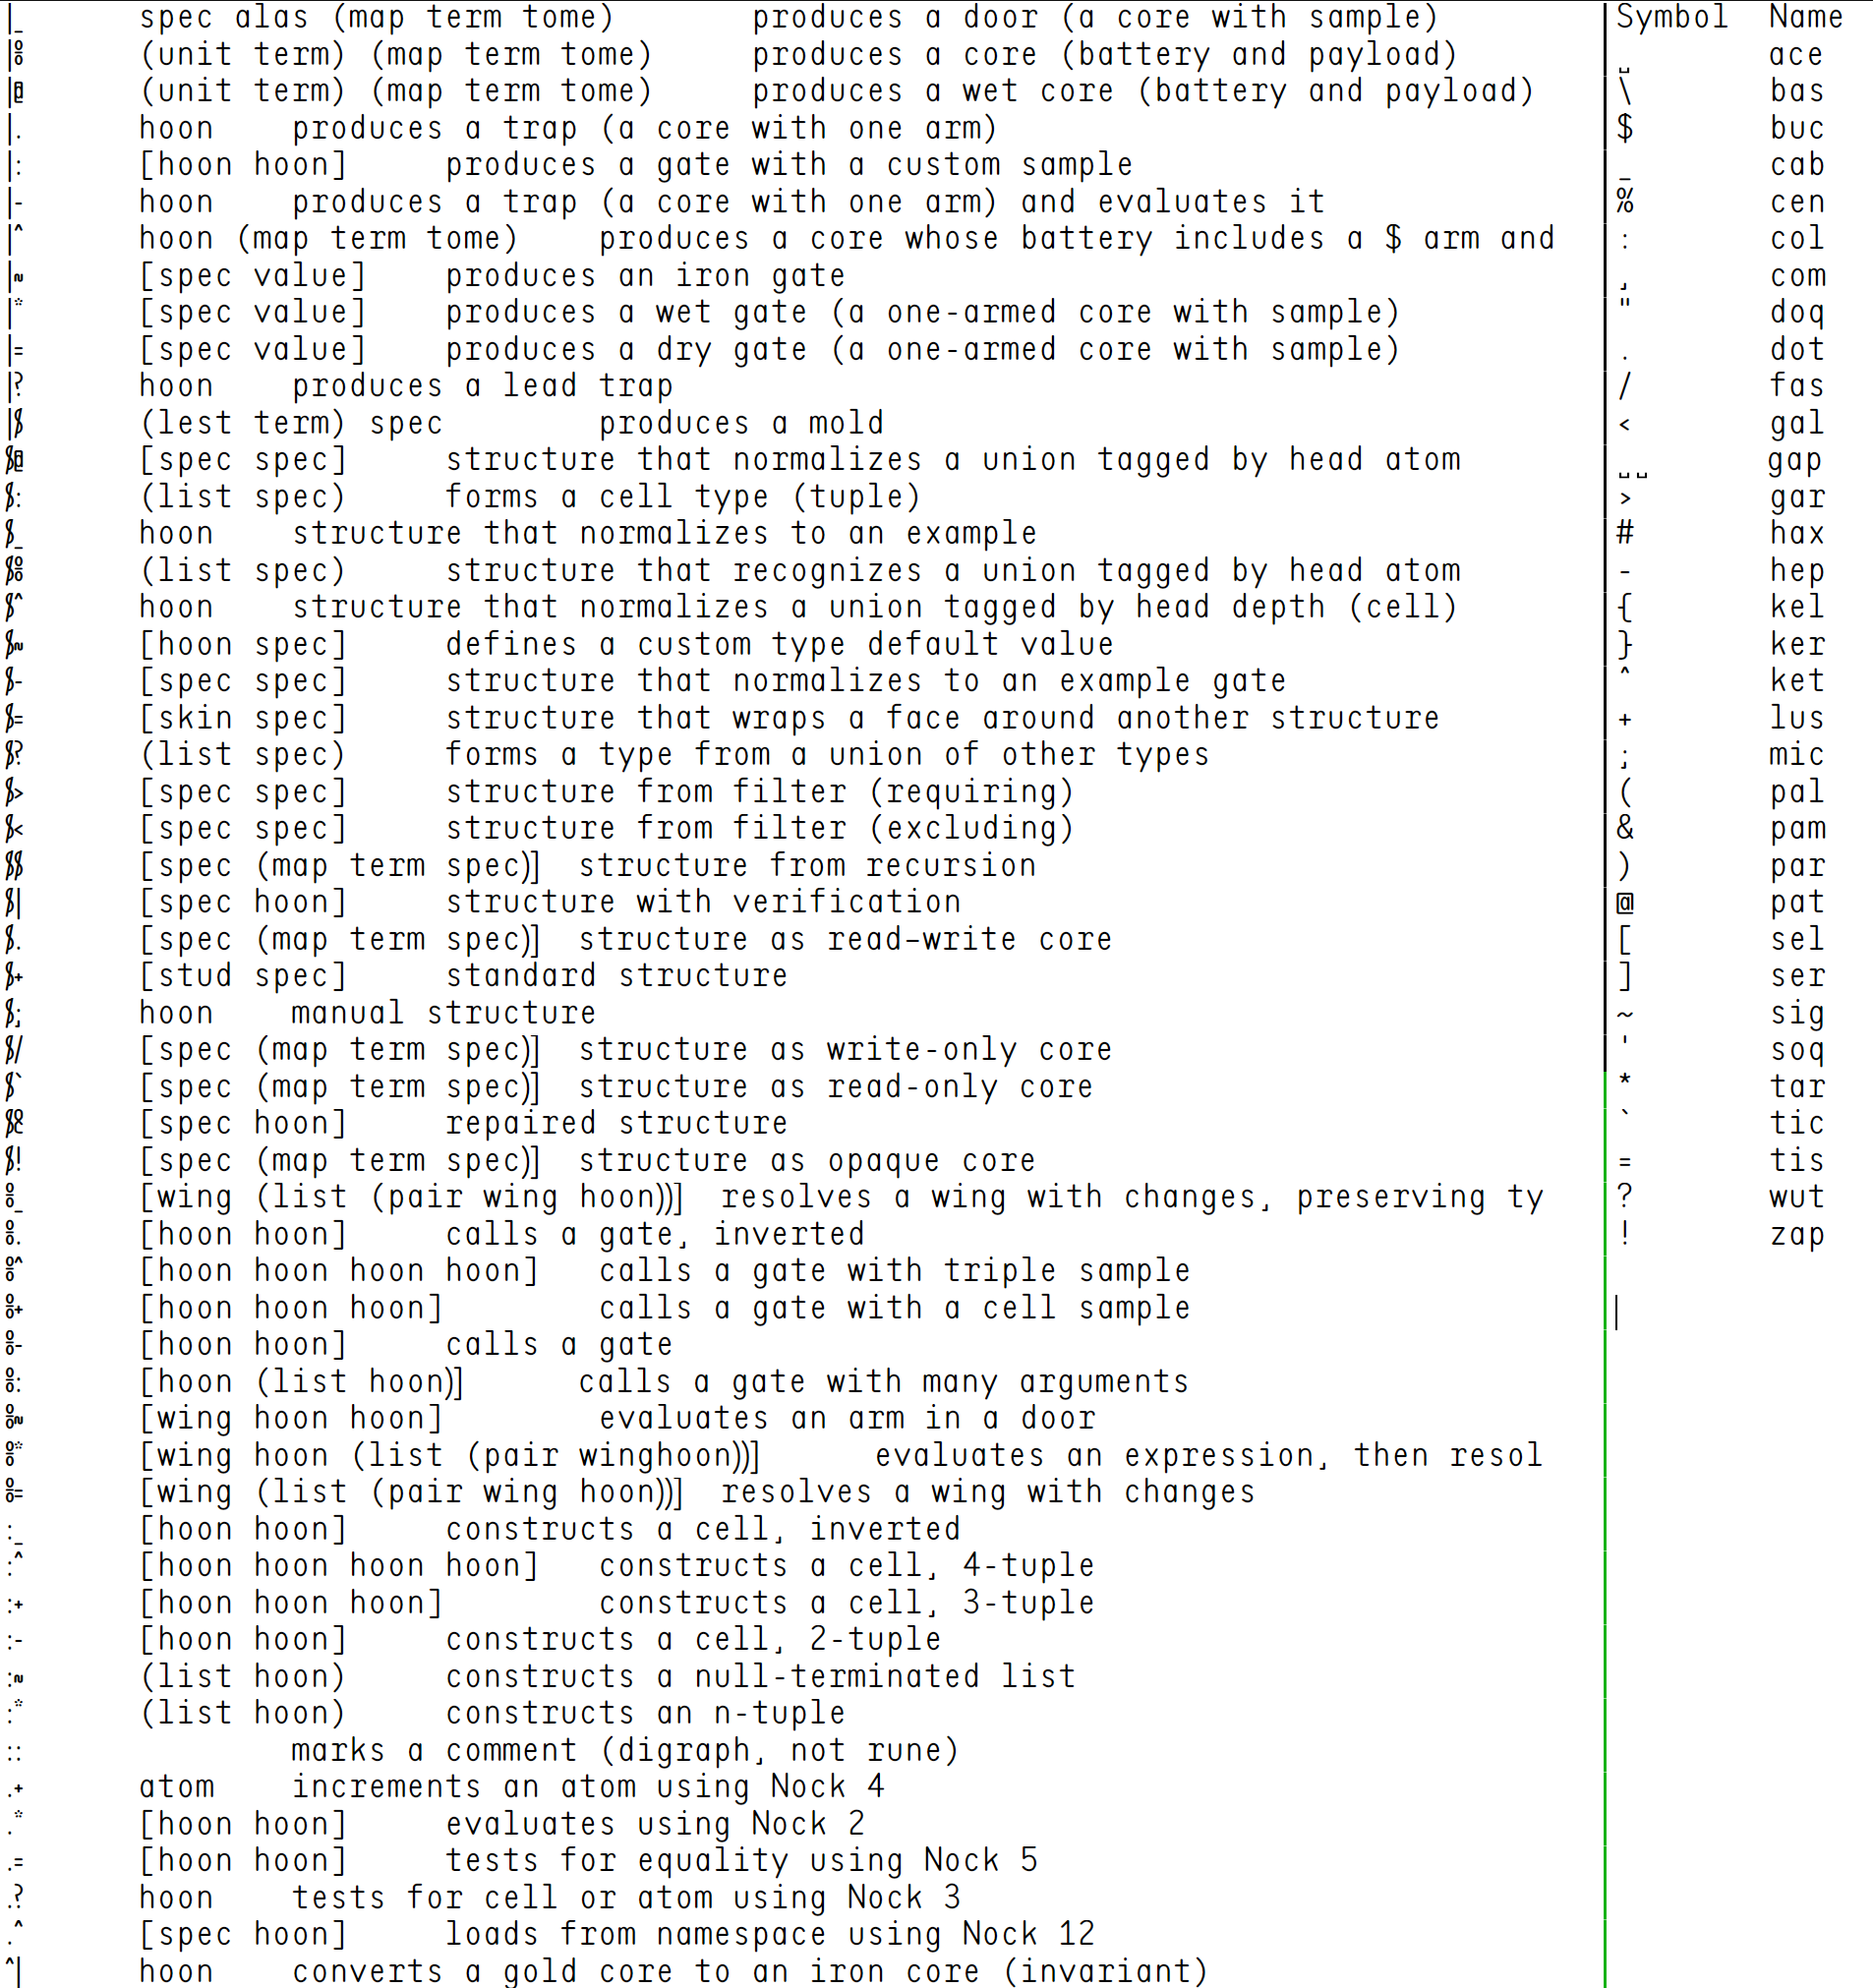 |_ spec alas (map term tome) produces a door (a core with sample)
|% (unit term) (map term tome) produces a core (battery and payload)
|@ (unit term) (map term tome) produces a wet core (battery and payload)
|. hoon produces a trap (a core with one arm)
|: [hoon hoon] produces a gate with a custom sample
|- hoon produces a trap (a core with one arm) and evaluates it
|^ hoon (map term tome) produces a core whose battery includes a $ arm and
|~ [spec value] produces an iron gate
|* [spec value] produces a wet gate (a one-armed core with sample)
|= [spec value] produces a dry gate (a one-armed core with sample)
|? hoon produces a lead trap
|$ (lest term) spec produces a mold
$@ [spec spec] structure that normalizes a union tagged by head atom
$: (list spec) forms a cell type (tuple)
$_ hoon structure that normalizes to an example
$% (list spec) structure that recognizes a union tagged by head atom
$^ hoon structure that normalizes a union tagged by head depth (cell)
$~ [hoon spec] defines a custom type default value
$- [spec spec] structure that normalizes to an example gate
$= [skin spec] structure that wraps a face around another structure
$? (list spec) forms a type from a union of other types
$> [spec spec] structure from filter (requiring)
$< [spec spec] structure from filter (excluding)
$$ [spec (map term spec)] structure from recursion
$| [spec hoon] structure with verification
$. [spec (map term spec)] structure as read-write core
$+ [stud spec] standard structure
$; hoon manual structure
$/ [spec (map term spec)] structure as write-only core
$` [spec (map term spec)] structure as read-only core
$& [spec hoon] repaired structure
$! [spec (map term spec)] structure as opaque core
%_ [wing (list (pair wing hoon))] resolves a wing with changes, preserving ty
%. [hoon hoon] calls a gate, inverted
%^ [hoon hoon hoon hoon] calls a gate with triple sample
%+ [hoon hoon hoon] calls a gate with a cell sample
%- [hoon hoon] calls a gate
%: [hoon (list hoon)] calls a gate with many arguments
%~ [wing hoon hoon] evaluates an arm in a door
%* [wing hoon (list (pair winghoon))] evaluates an expression, then resol
%= [wing (list (pair wing hoon))] resolves a wing with changes
:_ [hoon hoon] constructs a cell, inverted
:^ [hoon hoon hoon hoon] constructs a cell, 4-tuple
:+ [hoon hoon hoon] constructs a cell, 3-tuple
:- [hoon hoon] constructs a cell, 2-tuple
:~ (list hoon) constructs a null-terminated list
:* (list hoon) constructs an n-tuple
:: marks a comment (digraph, not rune)
.+ atom increments an atom using Nock 4
.* [hoon hoon] evaluates using Nock 2
.= [hoon hoon] tests for equality using Nock 5
.? hoon tests for cell or atom using Nock 3
.^ [spec hoon] loads from namespace using Nock 12
^| hoon converts a gold core to an iron core (invariant)
Symbol Name
␣ ace
\ bas
$ buc
_ cab
% cen
: col
, com
" doq
. dot
/ fas
< gal
␣␣ gap
> gar
# hax
- hep
{ kel
} ker
^ ket
+ lus
; mic
( pal
& pam
) par
@ pat
[ sel
] ser
~ sig
' soq
* tar
` tic
= tis
? wut
! zap